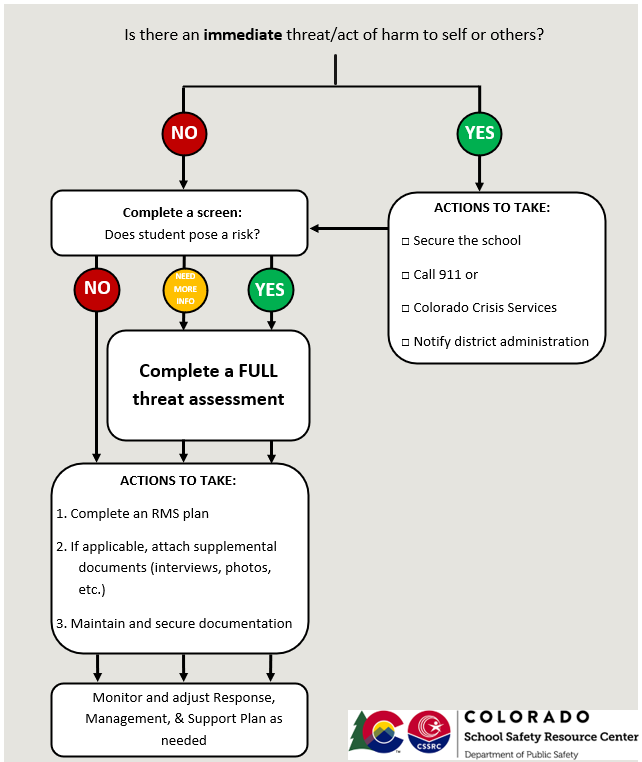 Is there an immediate threat/act of harm to self or others?
NO
YES
Complete a screen:
Does student pose a risk?
ACTIONS TO TAKE:
□ Secure the school
□ Call 911 or
□ Colorado Crisis Services
□ Notify district administration
NO
NEED
MORE
INFO
YES
Complete a FULL
threat assessment
ACTIONS TO TAKE:
1. Complete an RMS plan
2. If applicable, attach supplemental
documents (interviews, photos,
etc.)
3. Maintain and secure documentation
Monitor and adjust Response,
Management, & Support Plan as
needed
CSSRC
TM
COLORADO
School Safety Resource Center
Department of Public Safety